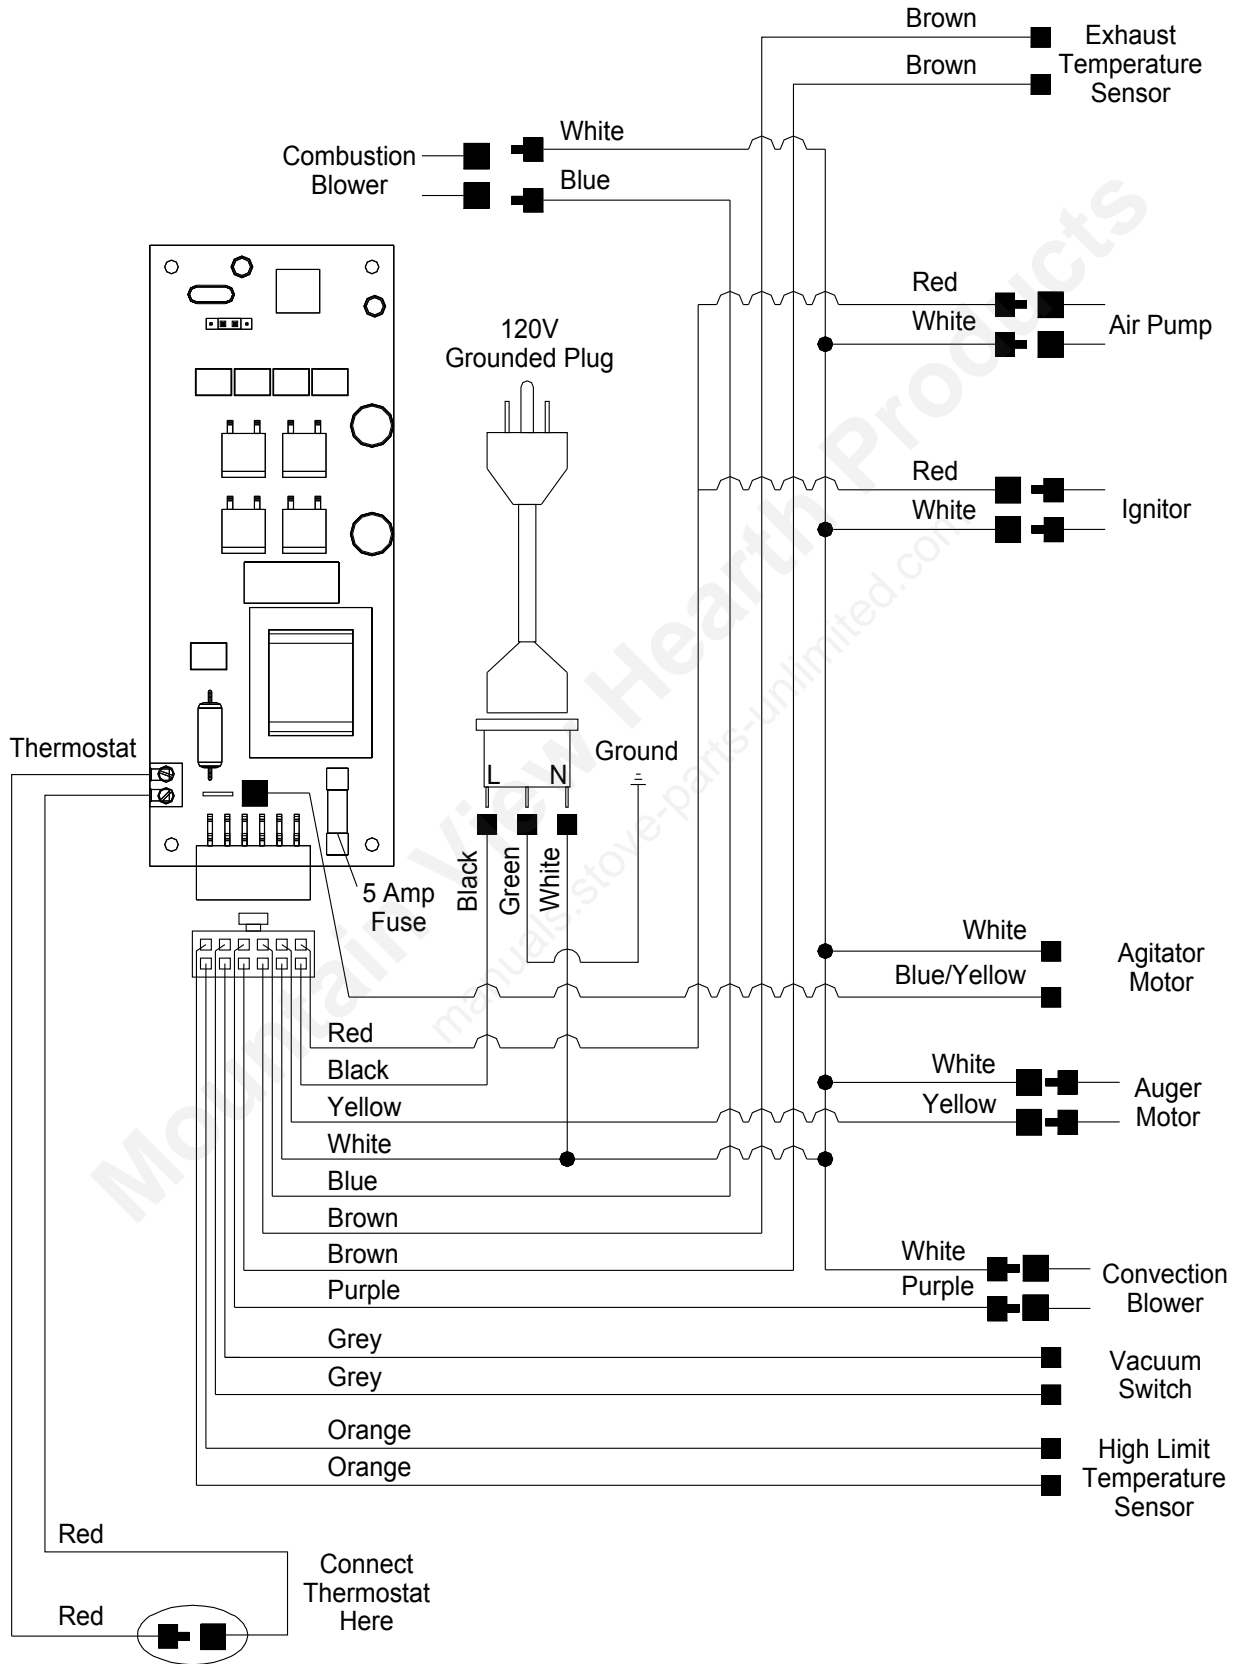 Brown
Exhaust
Temperature
Sensor
Brown
White
Combustion
Blower
Blue
Red
White
Air Pump
120V
Grounded Plug
Red
White
Ignitor
Thermostat
Ground
L
N
Black
Green
White
5 Amp
Fuse
White
Agitator
Motor
Blue/Yellow
Red
Black
White
Auger
Motor
Yellow
Yellow
White
Blue
Brown
Brown
White
Convection
Blower
Purple
Purple
Grey
Vacuum
Switch
Grey
Orange
High Limit
Temperature
Sensor
Orange
Red
Connect
Thermostat
Here
Red
Mountain View Hearth Products
manuals.stove-parts-unlimited.com